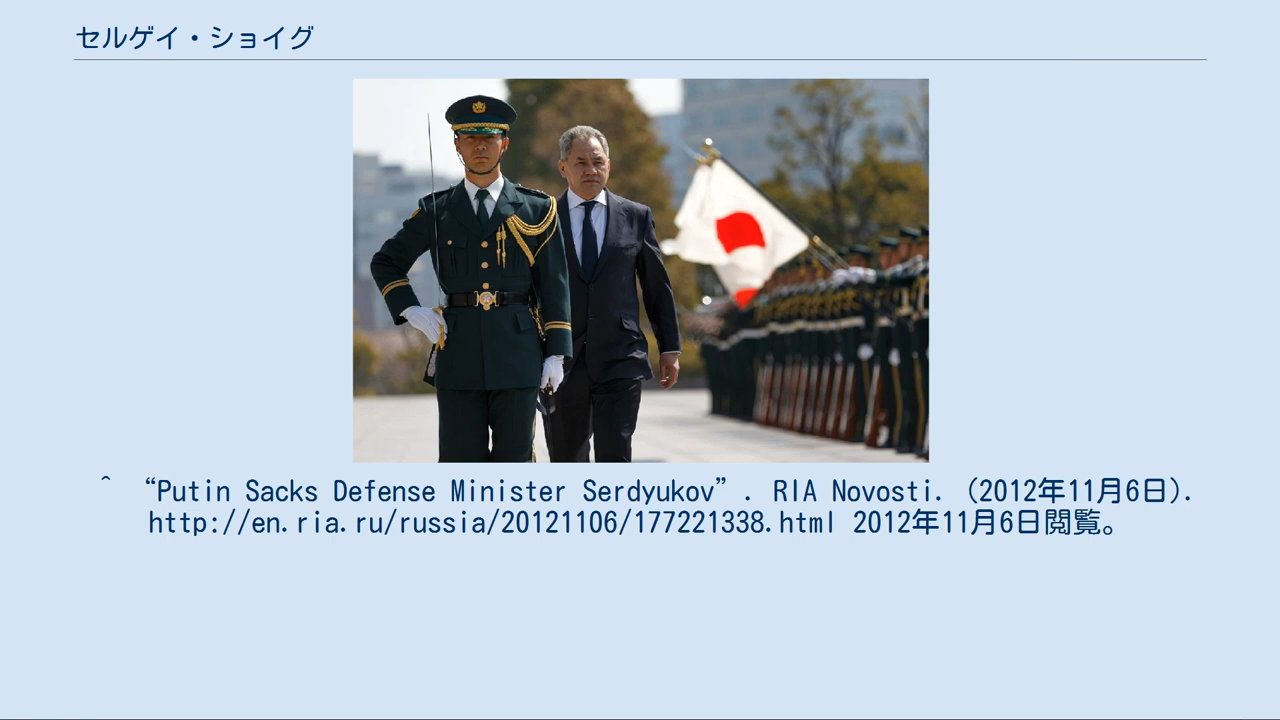 セルゲイ・ショイグ
^ “Putin Sacks Defense Minister Serdyukov”. RIA Novosti. (2012年11月6日).
http://en.ria.ru/russia/20121106/177221338.html 2012年11月6日閲覧。